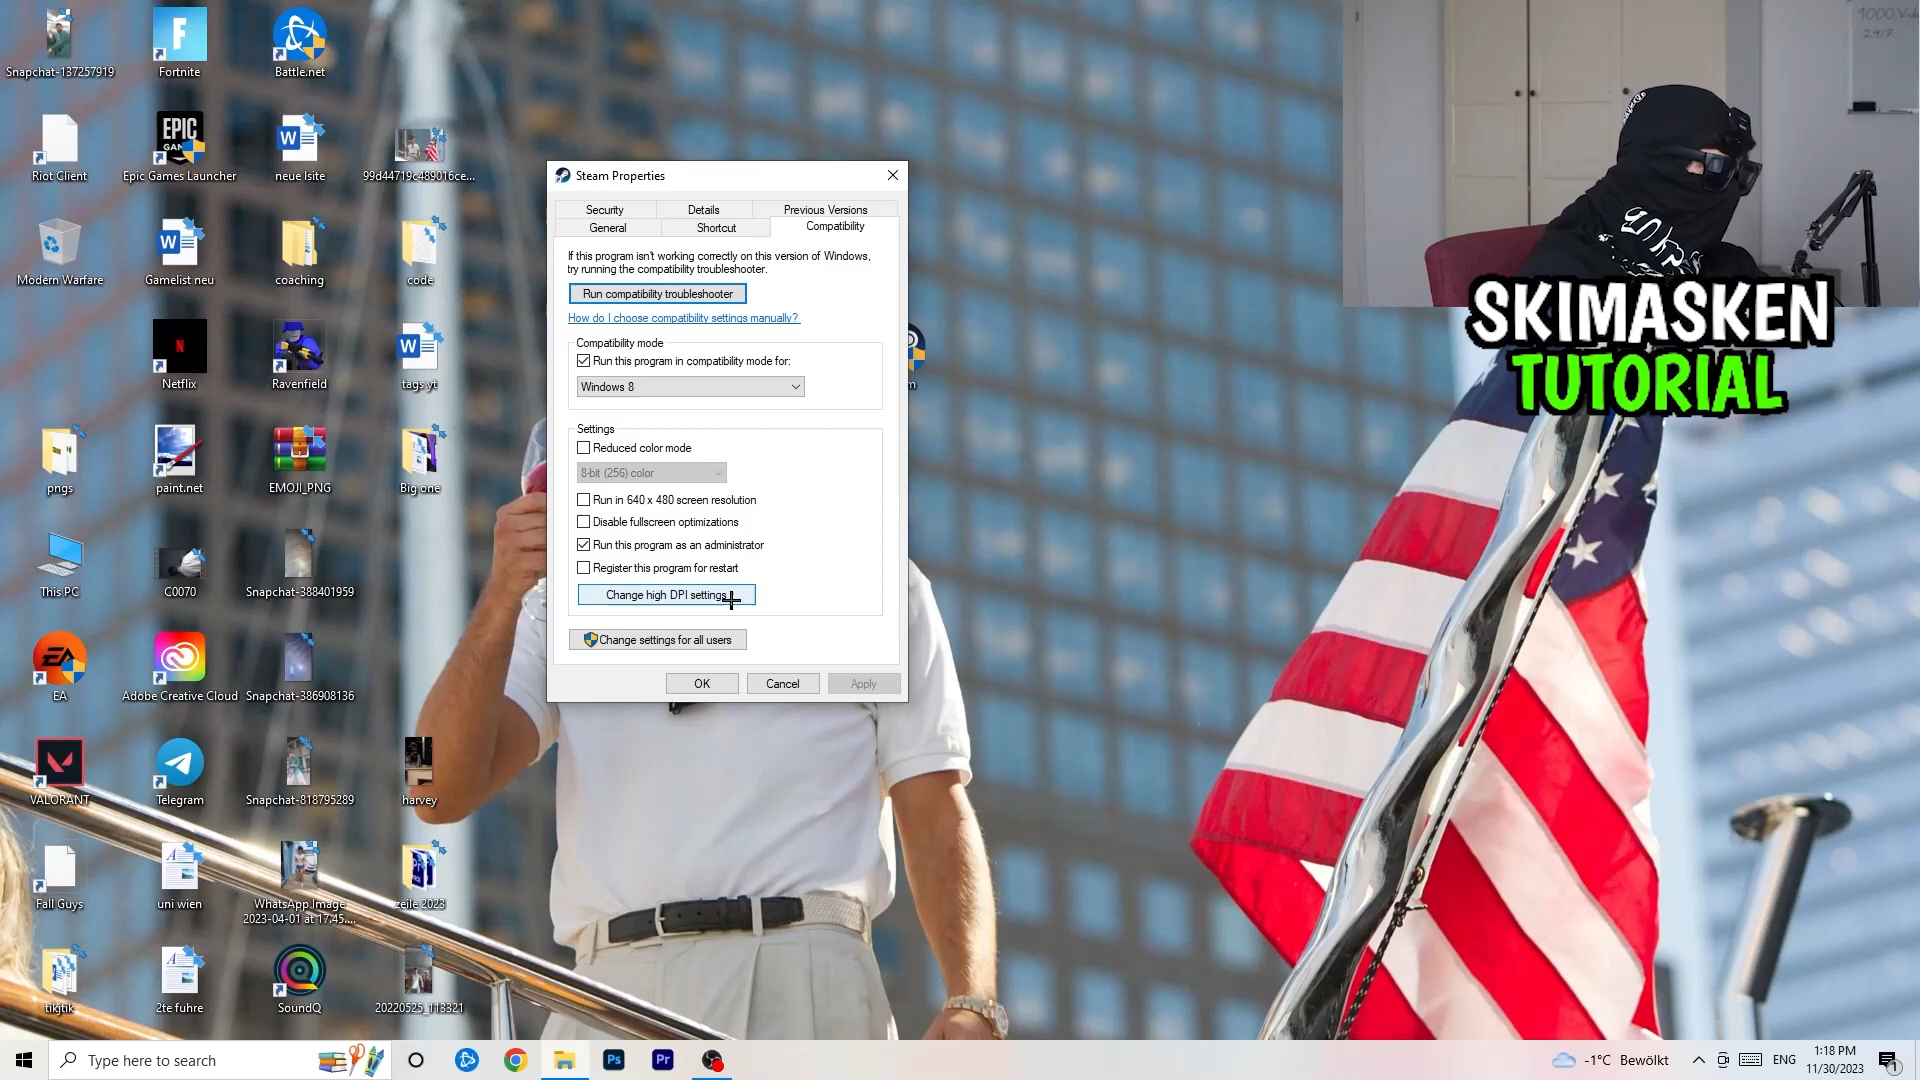 Snapchat-137257919
Fortnite
Battle.net
Riot Client
EPIC
Epic Games Launcher
neue lsite
99d44719c489016ce...
Modern Warfare
Gamelist neu
coaching
code
Netflix
Ravenfield
tags yt
pngs
paint.net
EMOJI_PNG
Big one
This PC
C0070
Snapchat-388401959
EA
Adobe Creative Cloud
Snapchat-386908136
VALORANT
Telegram
Snapchat-818795289
harvey
Fall Guys
uni wien
WhatsApp Image
2023-04-01 at 17.45....
zeile 2023
tikjtik
2te fuhre
SoundQ
20220525_113321
Steam Properties
Security
Details
Previous Versions
General
Shortcut
Compatibility
If this program isn't working correctly on this version of Windows,
try running the compatibility troubleshooter.
Run compatibility troubleshooter
How do I choose compatibility settings manually?
Compatibility mode
Run this program in compatibility mode for:
Windows 8
Settings
Reduced color mode
8-bit (256) color
Run in 640 x 480 screen resolution
Disable fullscreen optimizations
Run this program as an administrator
Register this program for restart
Change high DPI settings
Change settings for all users
OK
Cancel
Apply
SKIMASKEN
TUTORIAL
Type here to search
Ps
Pr
-1°C Bewölkt
ENG
1:18 PM
11/30/2023
1